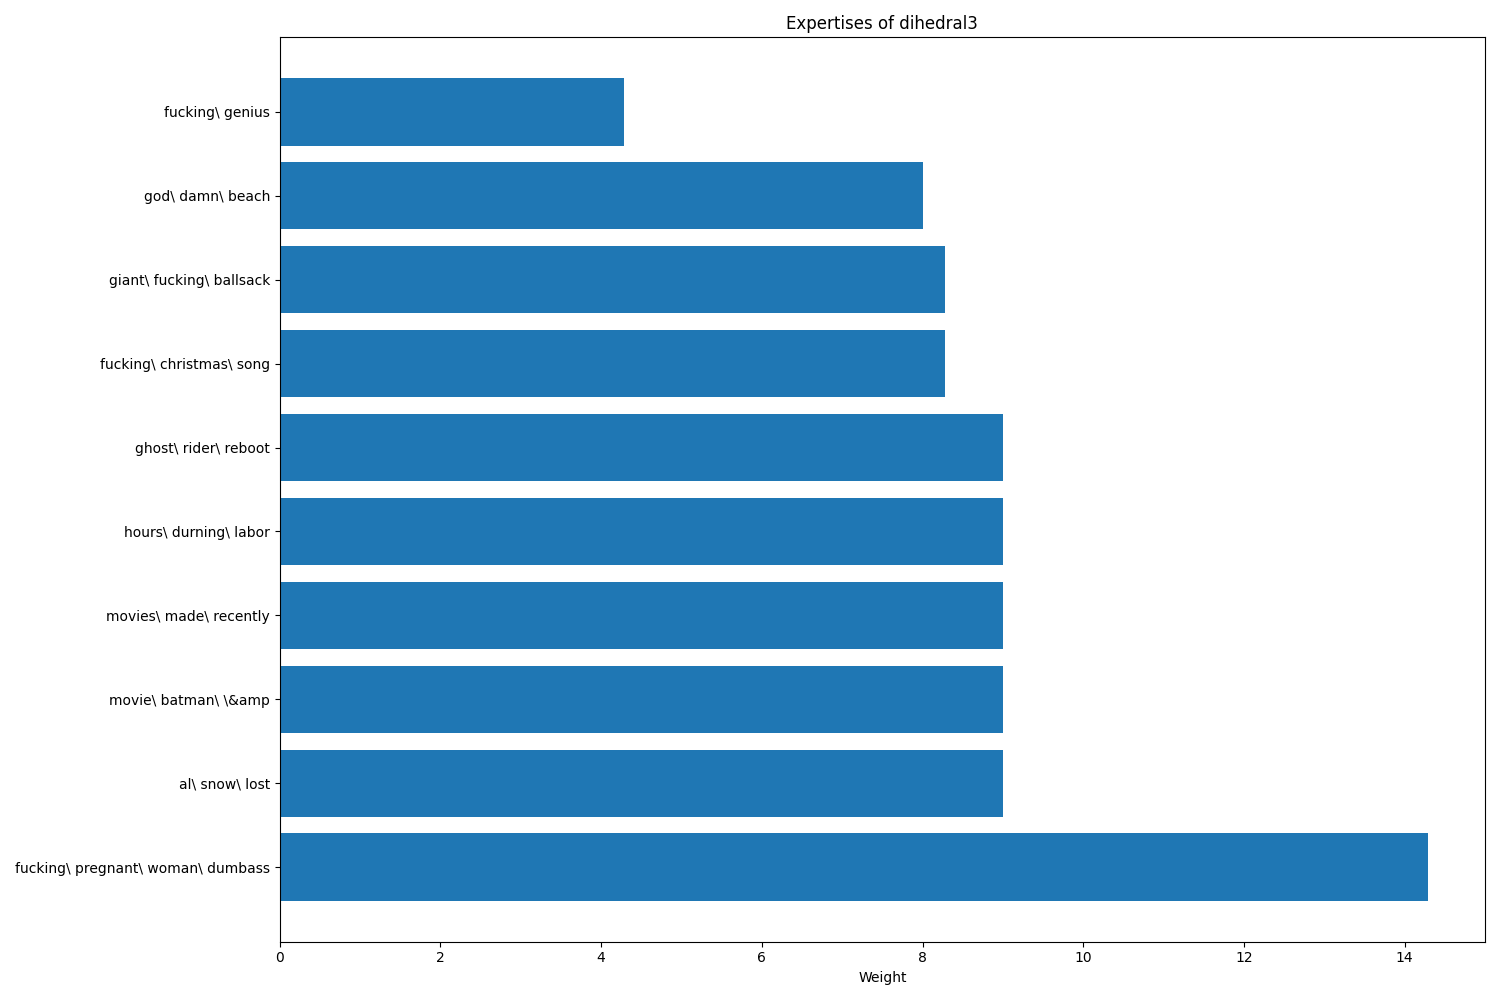 Expertises of dihedral3
fucking\ genius
god\ damn\ beach
giant\ fucking\ ballsack
fucking\ christmas\ song
ghost\ rider\ reboot
hours\ durning\ labor
movies\ made\ recently
movie\ batman\ \&amp
al\ snow\ lost
fucking\ pregnant\ woman\ dumbass
0 2 4 6 8 10 12 14
Weight